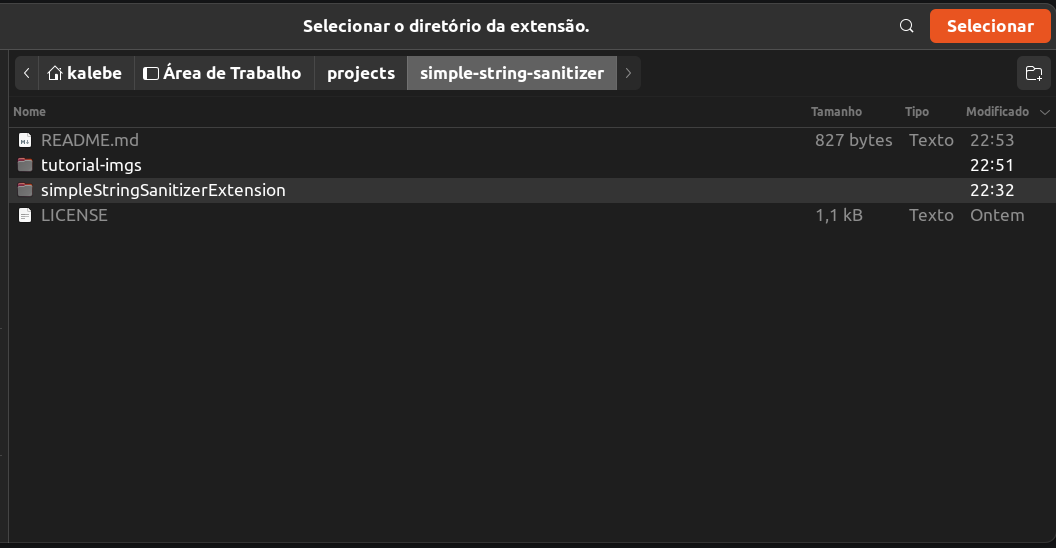 Selecionar o diretório da extensão. Selecionar
kalebe Área de Trabalho projects simple-string-sanitizer
Nome Tamanho Tipo Modificado
README.md 827 bytes Texto 22:53
tutorial-imgs 22:51
simpleStringSanitizerExtension 22:32
LICENSE 1,1 kB Texto Ontem